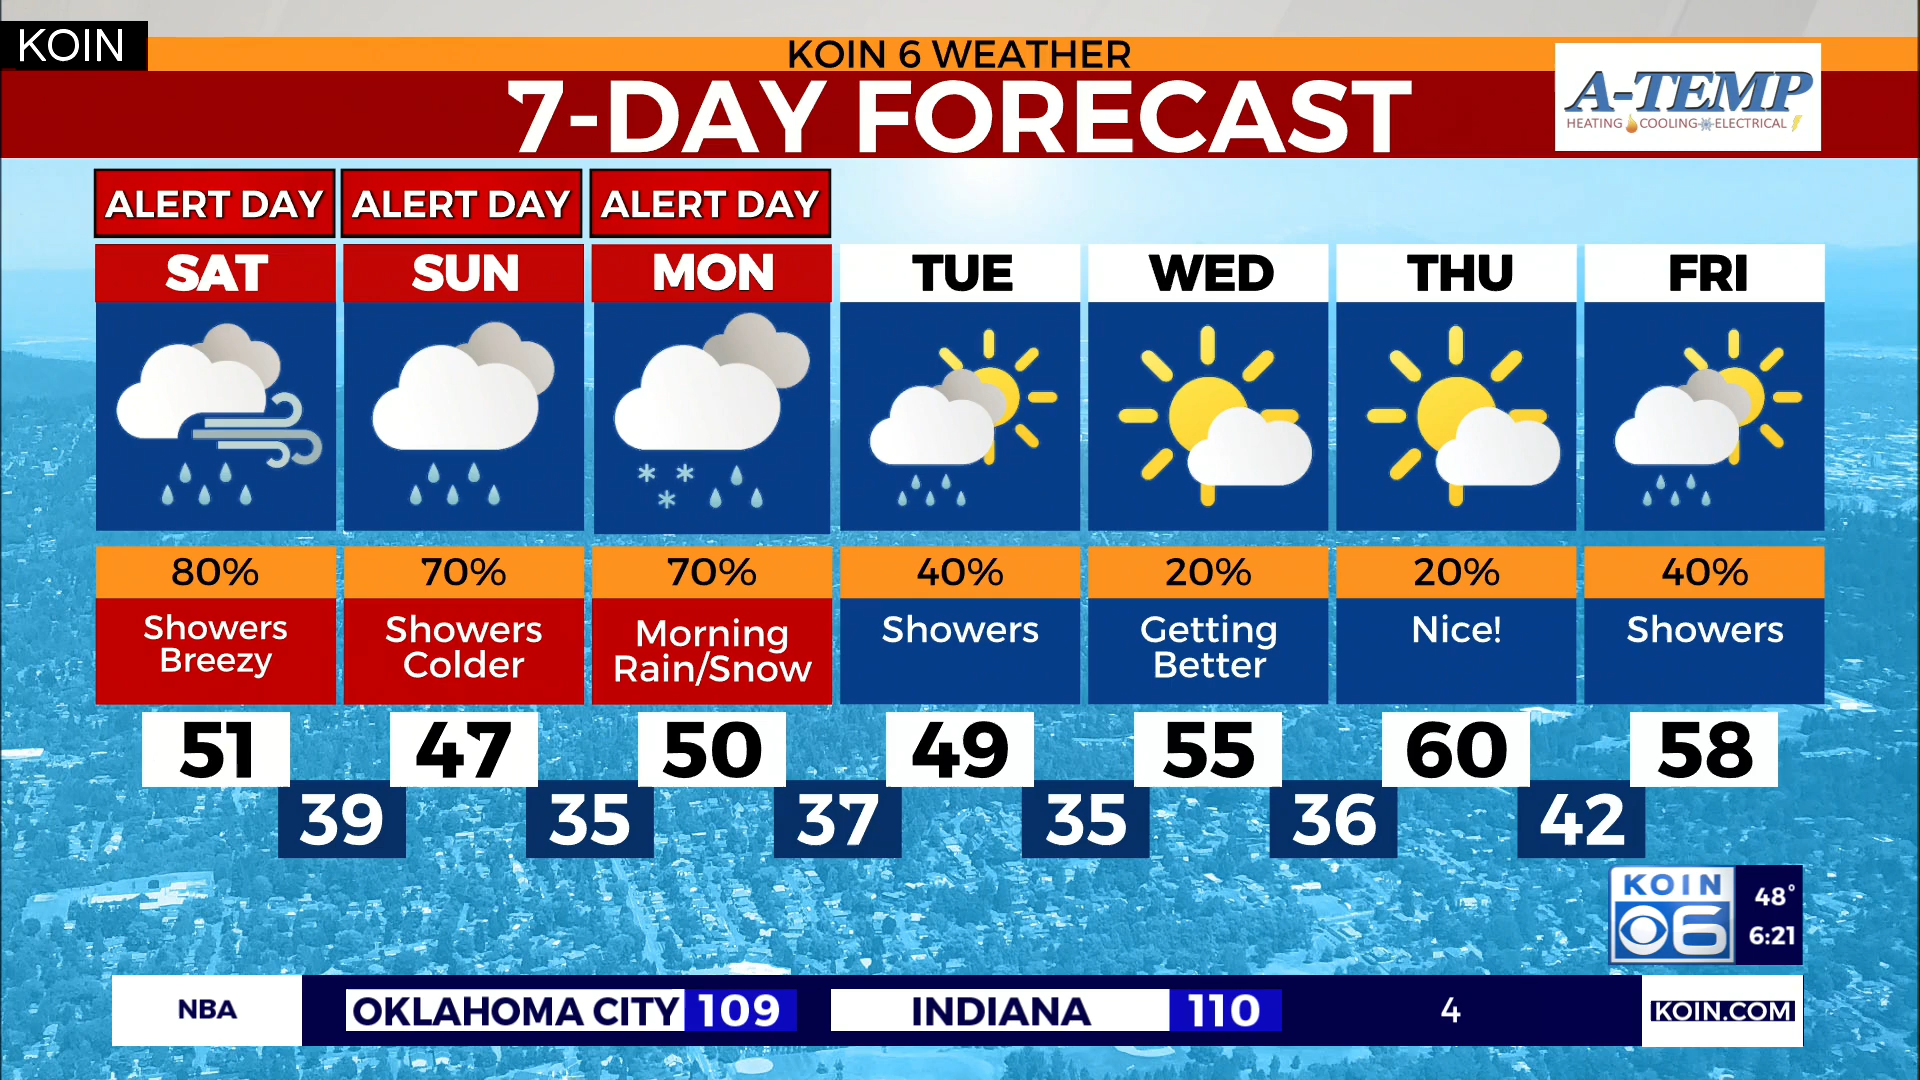 KOIN
KOIN 6 WEATHER
7-DAY FORECAST
A-TEMP
HEATING COOLING ELECTRICAL
ALERT DAY ALERT DAY ALERT DAY
SAT SUN MON TUE WED THU FRI
80% 70% 70% 40% 20% 20% 40%
Showers
Breezy
Showers
Colder
Morning
Rain/Snow
Showers
Getting
Better
Nice!
Showers
51 47 50 49 55 60 58
39 35 37 35 36 42
KOIN
6
48°
6:21
NBA OKLAHOMA CITY 109 INDIANA 110 4 KOIN.COM